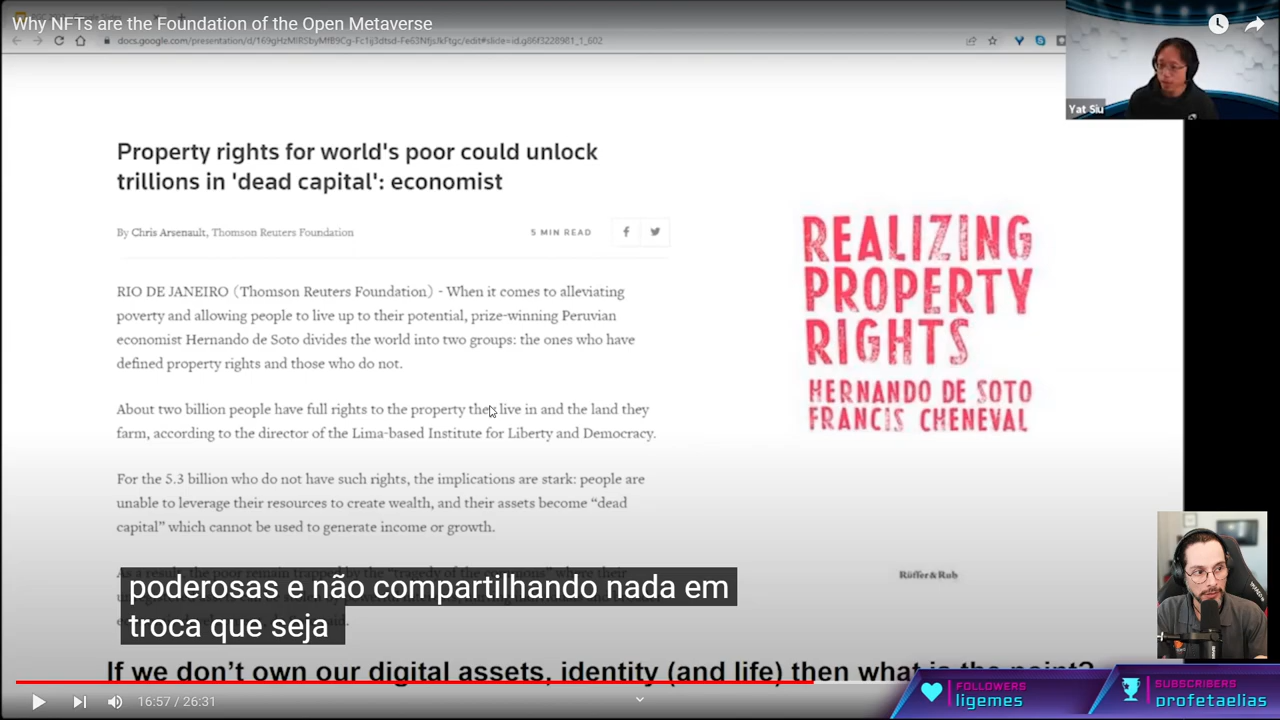 Why NFTs are the Foundation of the Open Metaverse
docs.google.com/presentation/d/
Yat Siu
Property rights for world's poor could unlock
trillions in 'dead capital': economist
By Chris Arsenault, Thomson Reuters Foundation
5 MIN READ
RIO DE JANEIRO (Thomson Reuters Foundation) - When it comes to alleviating
poverty and allowing people to live up to their potential, prize-winning Peruvian
economist Hernando de Soto divides the world into two groups: the ones who have
defined property rights and those who do not.
About two billion people have full rights to the property they live in and the land they
farm, according to the director of the Lima-based Institute for Liberty and Democracy.
For the 5.3 billion who do not have such rights, the implications are stark: people are
unable to leverage their resources to create wealth, and their assets become “dead
capital” which cannot be used to generate income or growth.
REALIZING
PROPERTY
RIGHTS
HERNANDO DE SOTO
FRANCIS CHENEVAL
Rüffer & Rub
poderosas e não compartilhando nada em
troca que seja
If we don’t own our digital assets, identity (and life) then what is the point?
16:57 / 26:31
FOLLOWERS
ligemes
SUBSCRIBERS
profetaelias